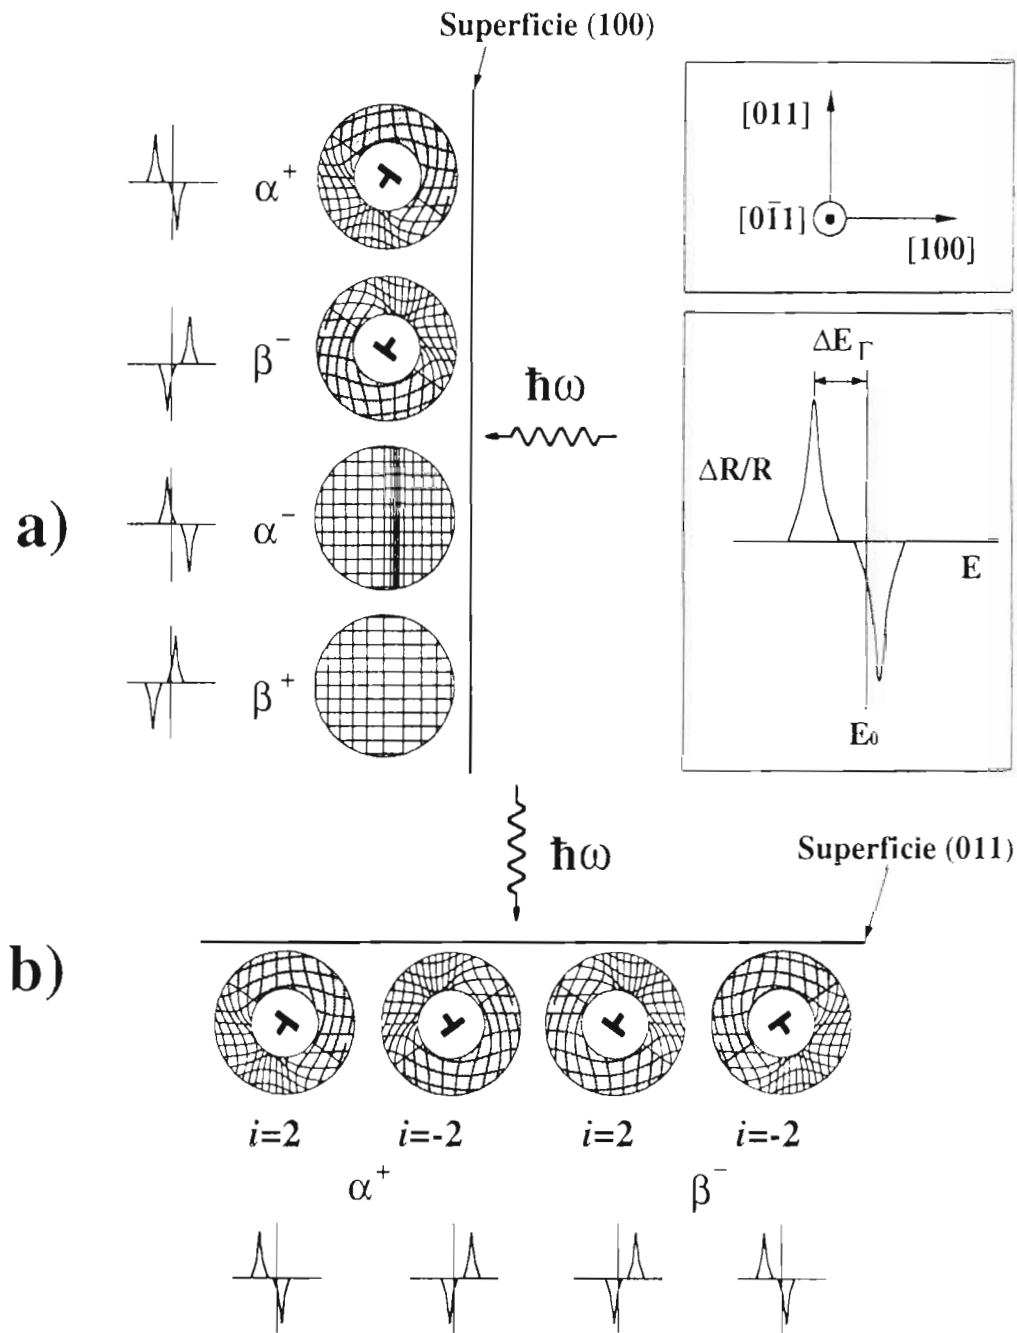 Superficie (100)
α⁺
β⁻
a)
α⁻
β⁺
ħω
[011]
[01̄1]
[100]
ΔE Γ
ΔR/R
E
E₀
ħω
Superficie (011)
b)
i=2 i=-2 i=2 i=-2
α⁺ β⁻